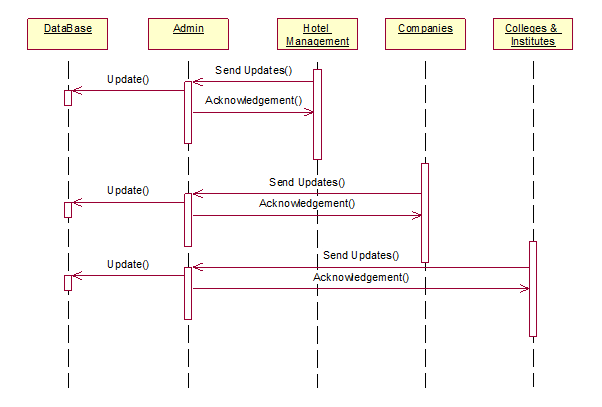 DataBase
Admin
Hotel
Management
Companies
Colleges &
Institutes
Send Updates()
Update()
Acknowledgement()
Send Updates()
Update()
Acknowledgement()
Send Updates()
Update()
Acknowledgement()